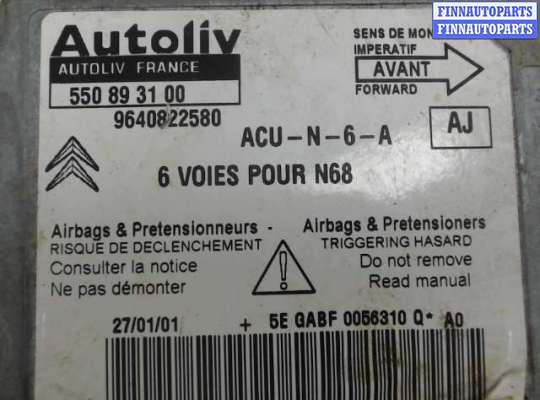 FINNAUTOPARTS
FINNAUTOPARTS
Autoliv
AUTOLIV FRANCE
550 89 31 00
9640822580
SENS DE MON
IMPERATIF
AVANT
FORWARD
ACU-N-6-A
AJ
6 VOIES POUR N68
Airbags & Pretensionneurs -
RISQUE DE DECLENCHEMENT
Consulter la notice
Ne pas démonter
Airbags & Pretensioners
TRIGGERING HASARD
Do not remove
Read manual
27/01/01 + 5E GABF 0056310 Q* A0